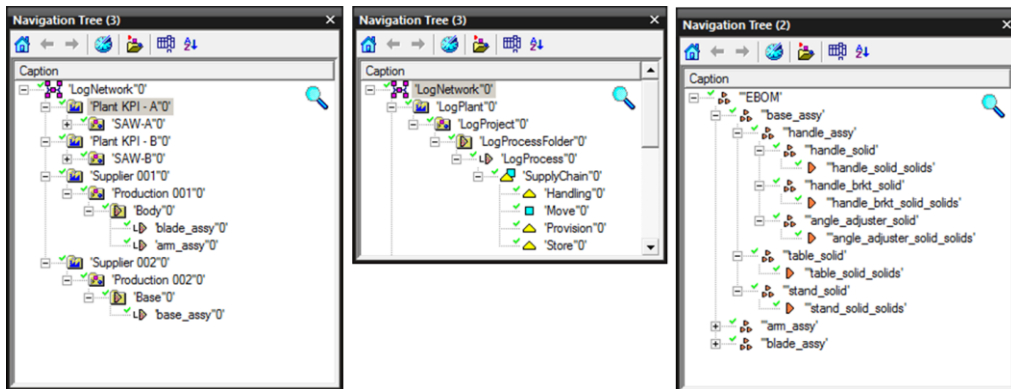 Navigation Tree (3)
Caption
'LogNetwork"0'
'Plant KPI - A"0'
'SAW-A"0'
'Plant KPI - B"0'
'SAW-B"0'
'Supplier 001"0'
'Production 001"0'
'Body"0'
'blade_assy"0'
'arm_assy"0'
'Supplier 002"0'
'Production 002"0'
'Base"0'
'base_assy"0'
Navigation Tree (3)
Caption
'LogNetwork"0'
'LogPlant"0'
'LogProject"0'
'LogProcessFolder"0'
'LogProcess"0'
'SupplyChain"0'
'Handling"0'
'Move"0'
'Provision"0'
'Store"0'
Navigation Tree (2)
Caption
'"EBOM'
'"base_assy'
'"handle_assy'
'"handle_solid'
'"handle_solid_solids'
'"handle_brkt_solid'
'"handle_brkt_solid_solids'
'"angle_adjuster_solid'
'"angle_adjuster_solid_solids'
'"table_solid'
'"table_solid_solids'
'"stand_solid'
'"stand_solid_solids'
'"arm_assy'
'"blade_assy'